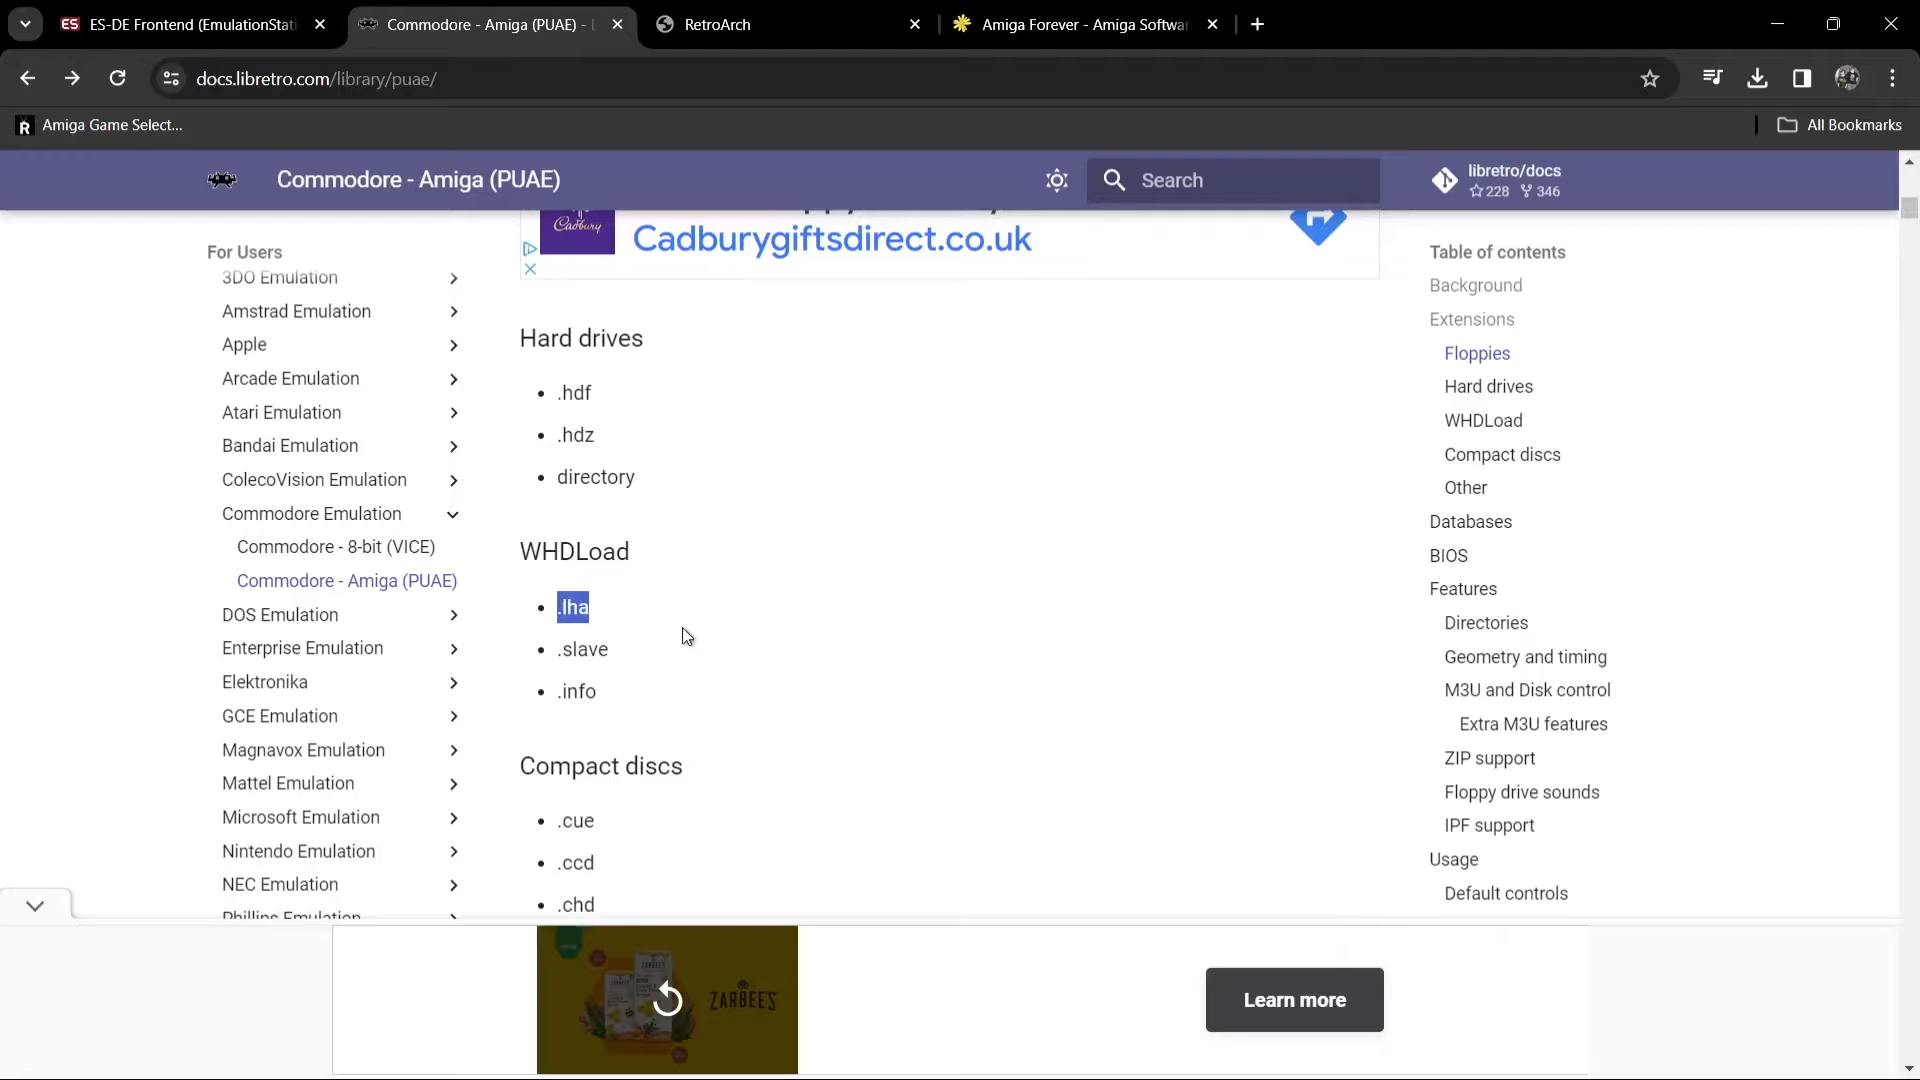 ES ES-DE Frontend (EmulationStati
Commodore - Amiga (PUAE) -
RetroArch
Amiga Forever - Amiga Softwar
docs.libretro.com/library/puae/
R Amiga Game Select...
All Bookmarks
Commodore - Amiga (PUAE)
Search
libretro/docs
228 346
Cadbury
Cadburygiftsdirect.co.uk
For Users
3DO Emulation
Amstrad Emulation
Apple
Arcade Emulation
Atari Emulation
Bandai Emulation
ColecoVision Emulation
Commodore Emulation
Commodore - 8-bit (VICE)
Commodore - Amiga (PUAE)
DOS Emulation
Enterprise Emulation
Elektronika
GCE Emulation
Magnavox Emulation
Mattel Emulation
Microsoft Emulation
Nintendo Emulation
NEC Emulation
Phillips Emulation
Hard drives
.hdf
.hdz
directory
WHDLoad
.lha
.slave
.info
Compact discs
.cue
.ccd
.chd
Table of contents
Background
Extensions
Floppies
Hard drives
WHDLoad
Compact discs
Other
Databases
BIOS
Features
Directories
Geometry and timing
M3U and Disk control
Extra M3U features
ZIP support
Floppy drive sounds
IPF support
Usage
Default controls
ZARBEE'S
Learn more